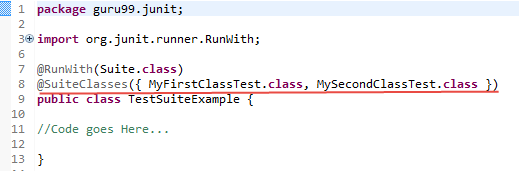 1 package guru99.junit;
2
3 import org.junit.runner.RunWith;
6
7 @RunWith(Suite.class)
8 @SuiteClasses({ MyFirstClassTest.class, MySecondClassTest.class })
9 public class TestSuiteExample {
10
11 //Code goes Here...
12
13 }